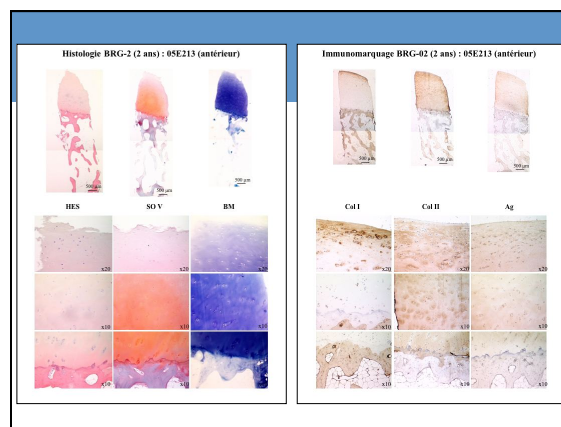 Histologie BRG-2 (2 ans) : 05E213 (antérieur)
500 µm
500 µm
500 µm
HES SO V BM
x20 x20 x20
x10 x10 x10
x10 x10 x10
Immunomarquage BRG-02 (2 ans) : 05E213 (antérieur)
500 µm
500 µm
500 µm
Col I Col II Ag
x20 x20 x20
x10 x10 x10
x10 x10 x10